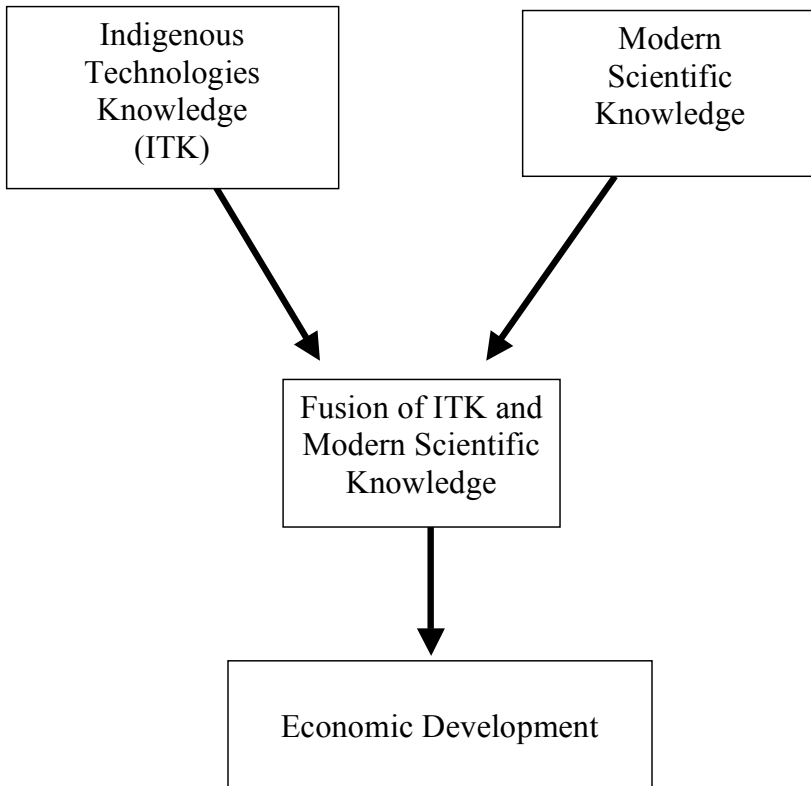 Indigenous
Technologies
Knowledge
(ITK)
Modern
Scientific
Knowledge
Fusion of ITK and
Modern Scientific
Knowledge
Economic Development